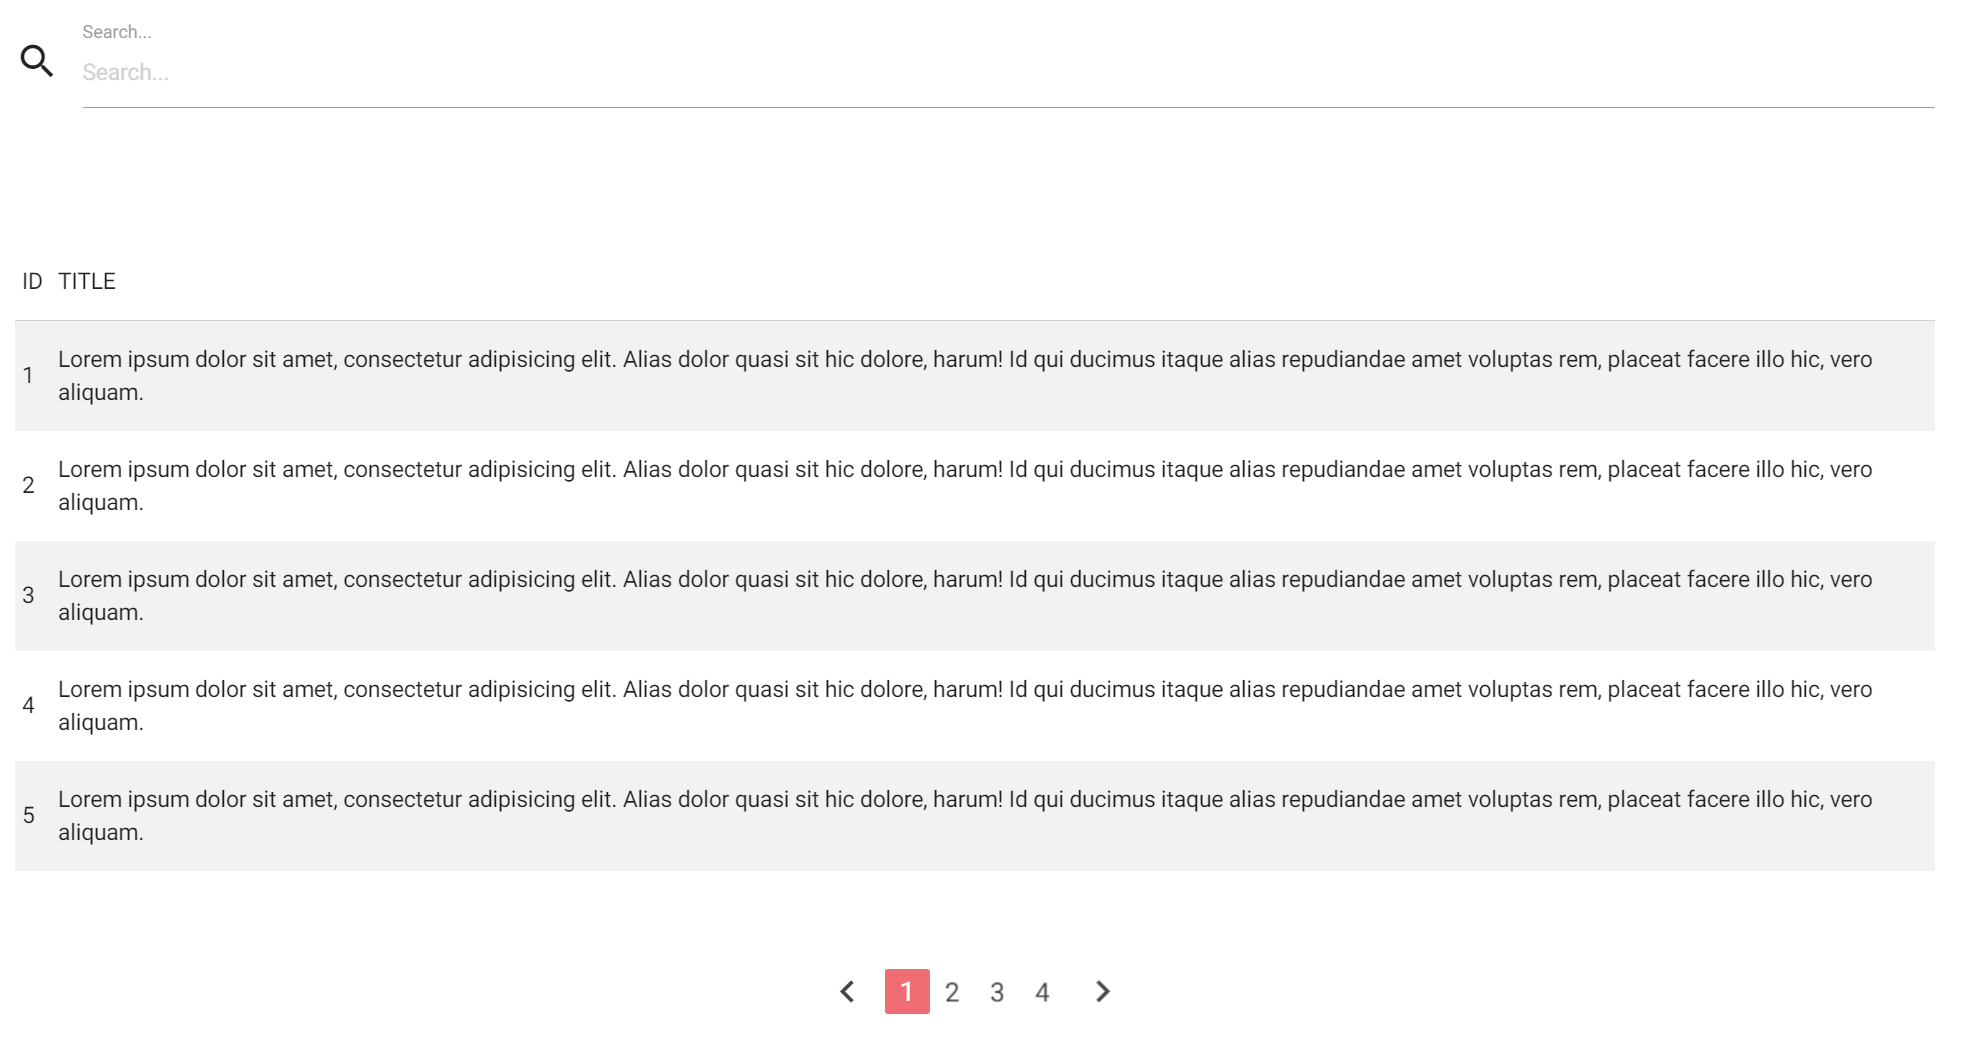 Search...
Search...
ID TITLE
1 Lorem ipsum dolor sit amet, consectetur adipisicing elit. Alias dolor quasi sit hic dolore, harum! Id qui ducimus itaque alias repudiandae amet voluptas rem, placeat facere illo hic, vero
aliquam.
2 Lorem ipsum dolor sit amet, consectetur adipisicing elit. Alias dolor quasi sit hic dolore, harum! Id qui ducimus itaque alias repudiandae amet voluptas rem, placeat facere illo hic, vero
aliquam.
3 Lorem ipsum dolor sit amet, consectetur adipisicing elit. Alias dolor quasi sit hic dolore, harum! Id qui ducimus itaque alias repudiandae amet voluptas rem, placeat facere illo hic, vero
aliquam.
4 Lorem ipsum dolor sit amet, consectetur adipisicing elit. Alias dolor quasi sit hic dolore, harum! Id qui ducimus itaque alias repudiandae amet voluptas rem, placeat facere illo hic, vero
aliquam.
5 Lorem ipsum dolor sit amet, consectetur adipisicing elit. Alias dolor quasi sit hic dolore, harum! Id qui ducimus itaque alias repudiandae amet voluptas rem, placeat facere illo hic, vero
aliquam.
1 2 3 4